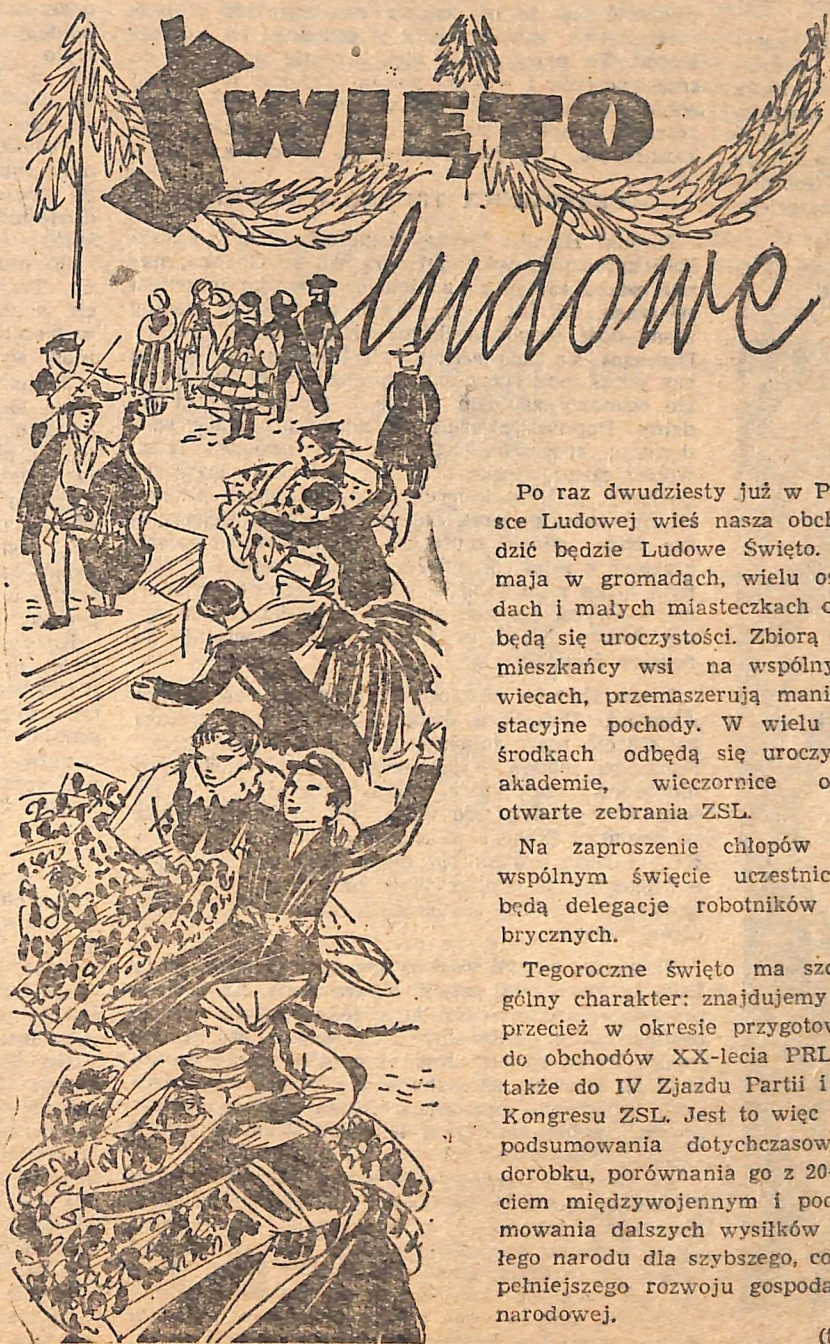 ŚWIĘTO
ludowe
Po raz dwudziesty już w P
sce Ludowej wieś nasza obch
dzić będzie Ludowe Święto.
maja w gromadach, wielu os
dach i małych miasteczkach o
będą się uroczystości. Zbiorą
mieszkańcy wsi na wspólny
wiecach, przemaszerują mani
stacyjne pochody. W wielu
środkach odbędą się uroczy
akademie, wieczornice o
otwarte zebrania ZSL.
Na zaproszenie chłopów
wspólnym święcie uczestnic
będą delegacje robotników
brycznych.
Tegoroczne święto ma szc
gólny charakter: znajdujemy
przecież w okresie przygotow
do obchodów XX-lecia PRL
także do IV Zjazdu Partii i
Kongresu ZSL. Jest to więc
podsumowania dotychczasow
dorobku, porównania go z 20-
ciem międzywojennym i pod
mowania dalszych wysiłków
łego narodu dla szybszego, co
pełniejszego rozwoju gospoda
narodowej.